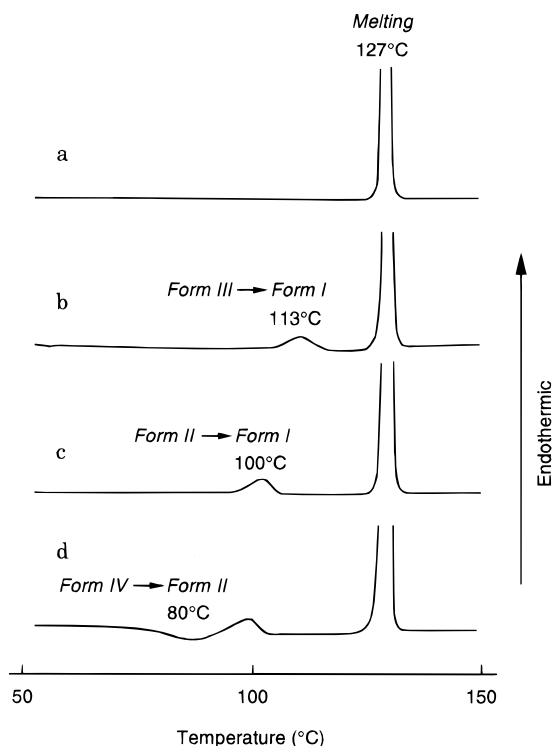 Melting
127°C
a
b
Form III → Form I
113°C
c
Form II → Form I
100°C
d
Form IV → Form II
80°C
Endothermic
50 100 150
Temperature (°C)